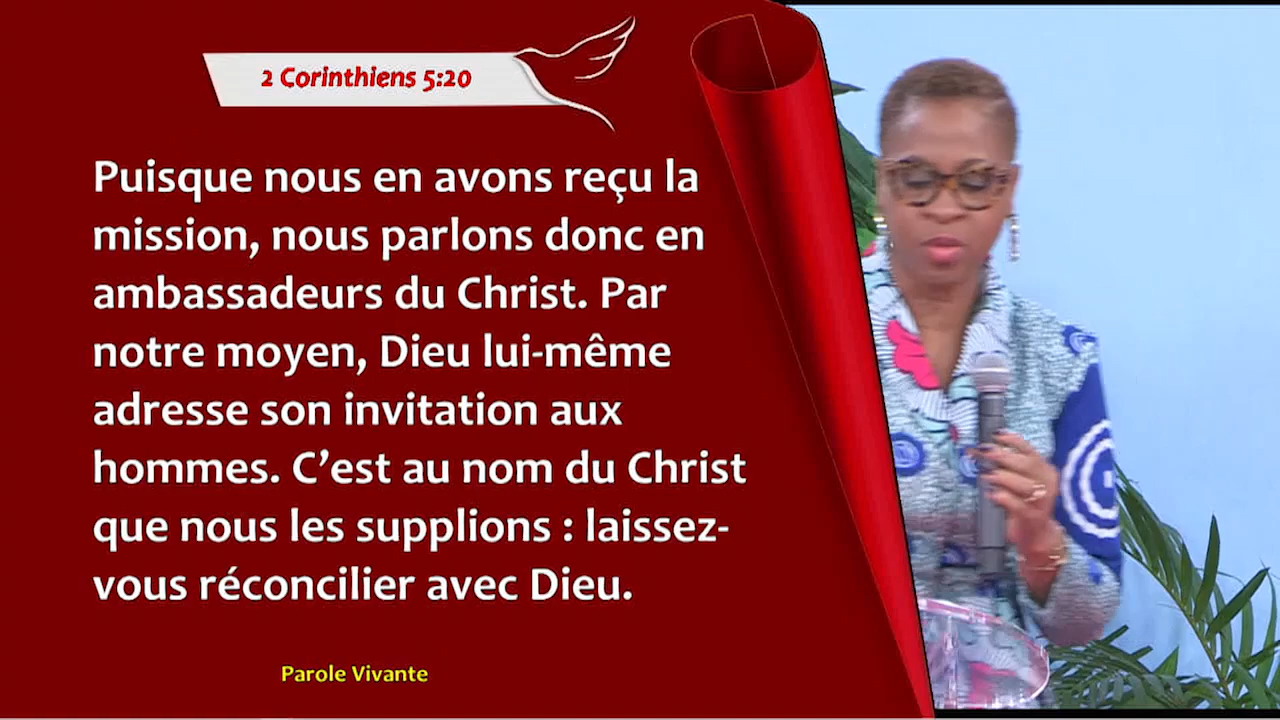 2 Corinthiens 5:20
Puisque nous en avons reçu la
mission, nous parlons donc en
ambassadeurs du Christ. Par
notre moyen, Dieu lui-même
adresse son invitation aux
hommes. C’est au nom du Christ
que nous les supplions : laissez-
vous réconcilier avec Dieu.
Parole Vivante